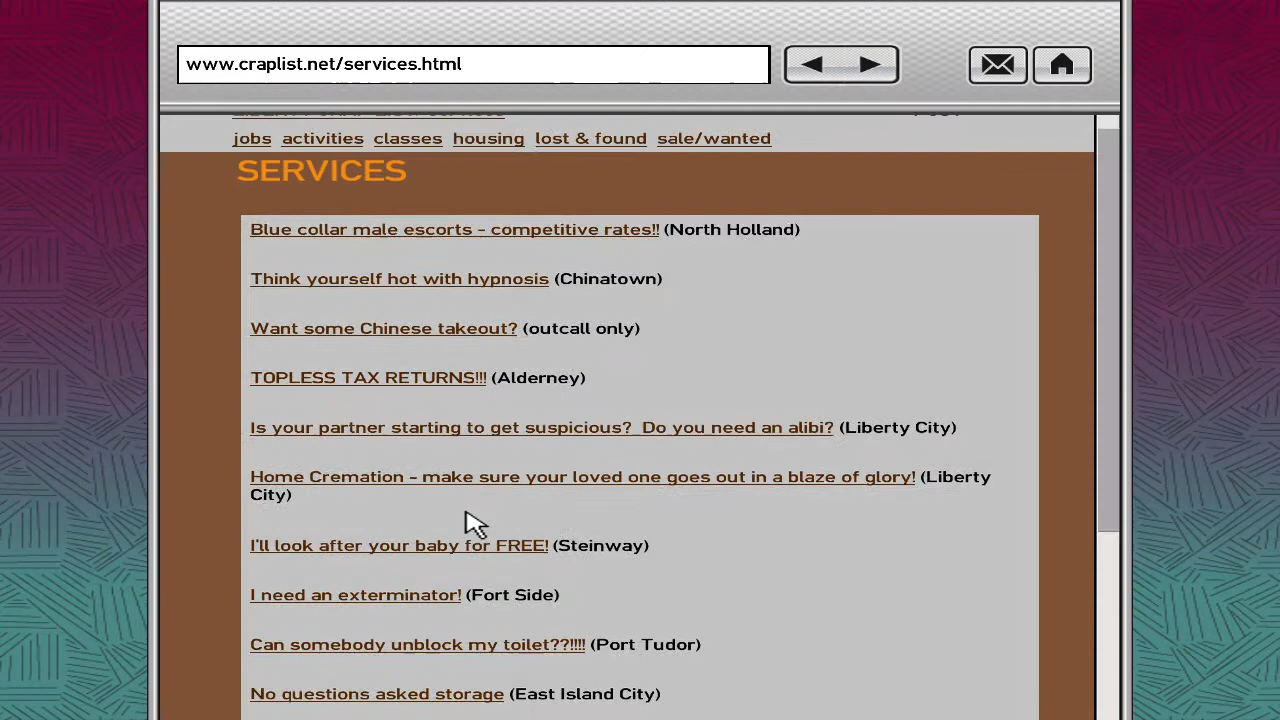 www.craplist.net/services.html
jobs activities classes housing lost & found sale/wanted
SERVICES
Blue collar male escorts - competitive rates!! (North Holland)
Think yourself hot with hypnosis (Chinatown)
Want some Chinese takeout? (outcall only)
TOPLESS TAX RETURNS!!! (Alderney)
Is your partner starting to get suspicious? Do you need an alibi? (Liberty City)
Home Cremation - make sure your loved one goes out in a blaze of glory! (Liberty
City)
I'll look after your baby for FREE! (Steinway)
I need an exterminator! (Fort Side)
Can somebody unblock my toilet??!!!! (Port Tudor)
No questions asked storage (East Island City)